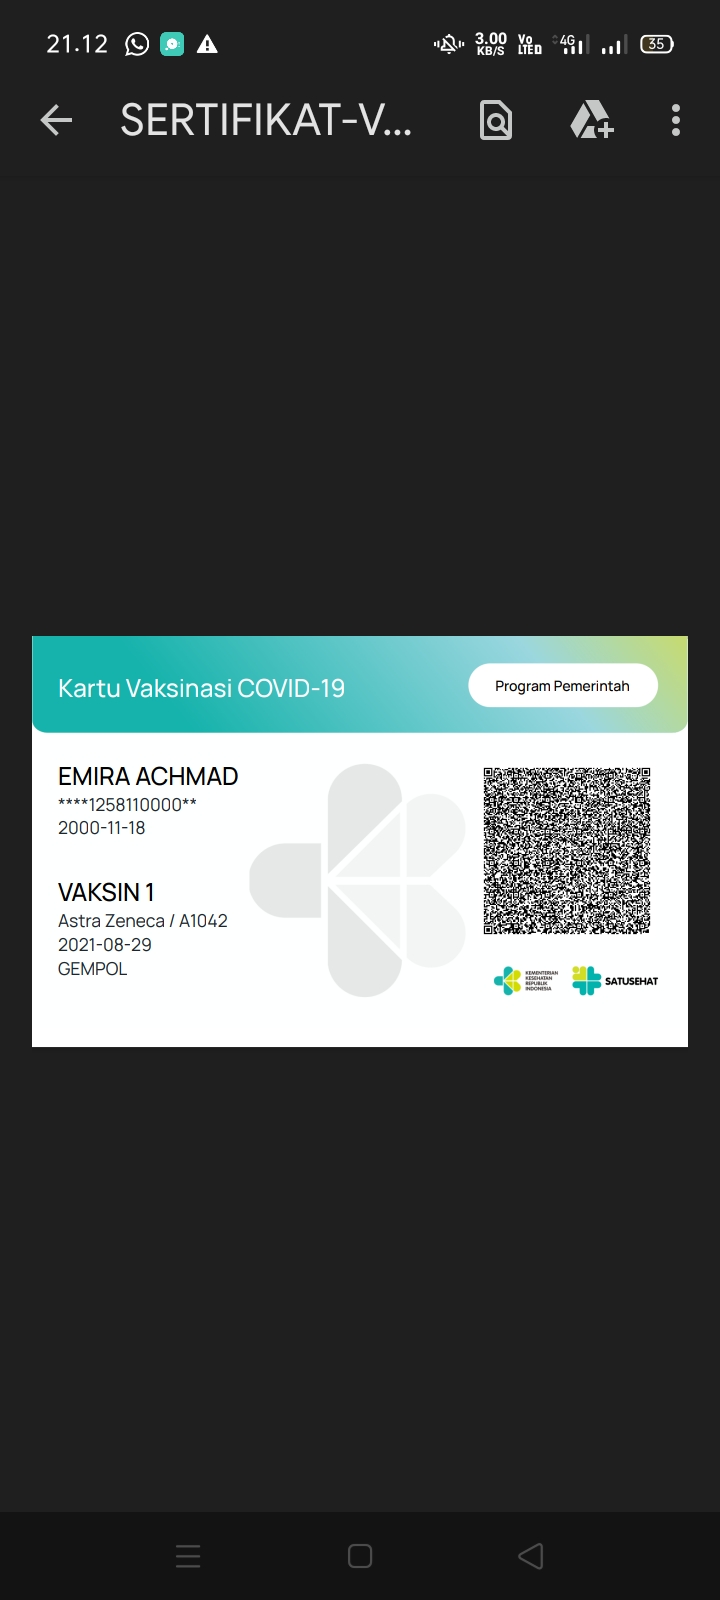 21.12
3.00
KB/S
Vo
LTE
4G
35
SERTIFIKAT-V...
Kartu Vaksinasi COVID-19
Program Pemerintah
EMIRA ACHMAD
****1258110000**
2000-11-18
VAKSIN 1
Astra Zeneca / A1042
2021-08-29
GEMPOL
KEMENTERIAN
KESEHATAN
REPUBLIK
INDONESIA
SATUSEHAT